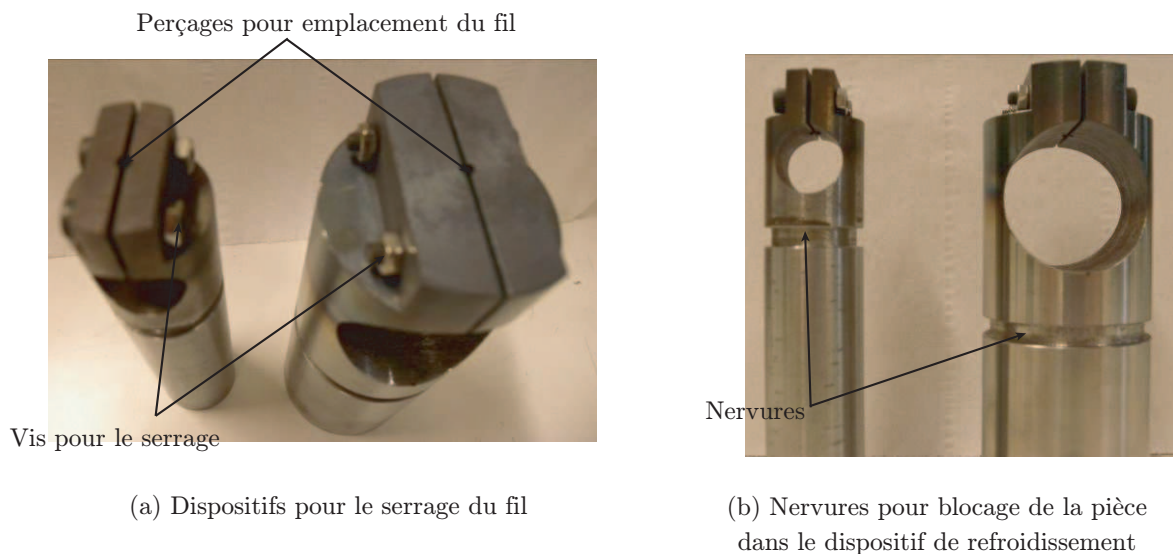 Perçages pour emplacement du fil
Vis pour le serrage
Nervures
(a) Dispositifs pour le serrage du fil
(b) Nervures pour blocage de la pièce
dans le dispositif de refroidissement